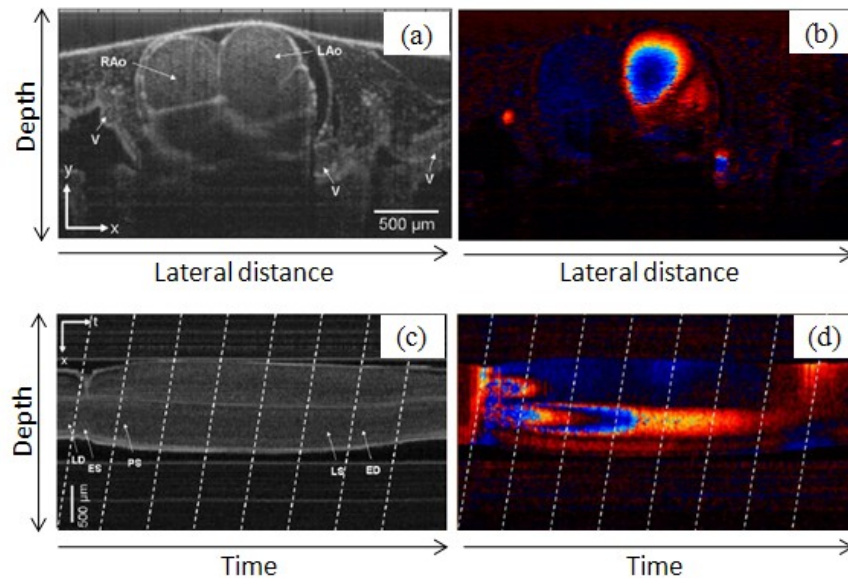 (a)
RAo
LAo
V
V
V
y
x
500 µm
Depth
Lateral distance
(b)
Lateral distance
(c)
t
x
LD
ES
PS
LS
ED
500 µm
Depth
Time
(d)
Time